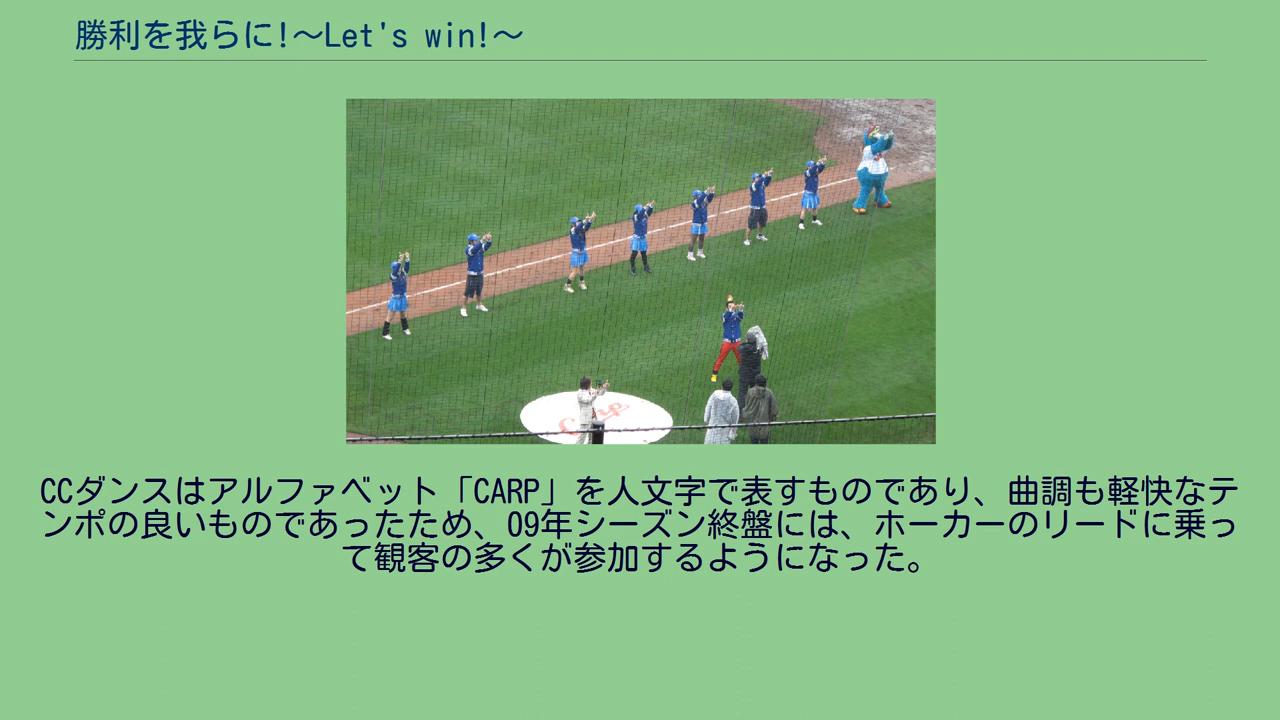 勝利を我らに!〜Let's win!〜
Carp
CCダンスはアルファベット「CARP」を人文字で表すものであり、曲調も軽快なテ
ンポの良いものであったため、09年シーズン終盤には、ホーカーのリードに乗っ
て観客の多くが参加するようになった。